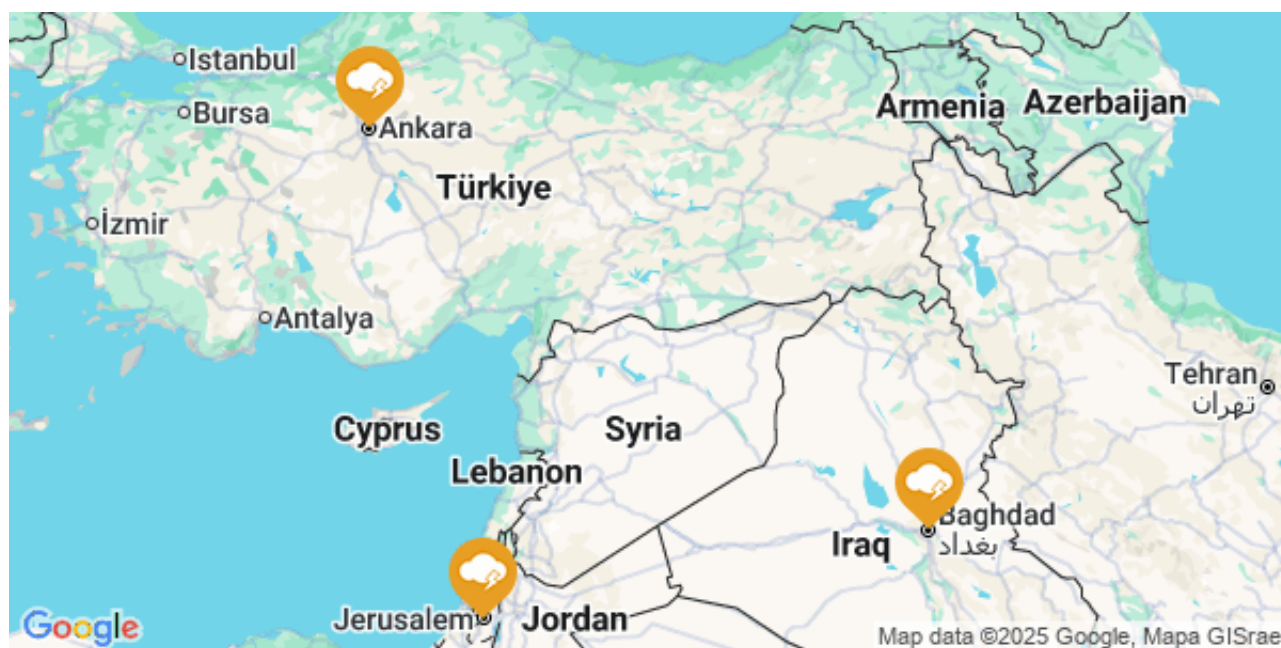 Istanbul
Bursa
Ankara
Armenia
Azerbaijan
Türkiye
İzmir
Antalya
Tehran
تهران
Cyprus
Syria
Lebanon
Baghdad
بغداد
Iraq
Jerusalem
Jordan
Google
Map data ©2025 Google, Mapa GISrae